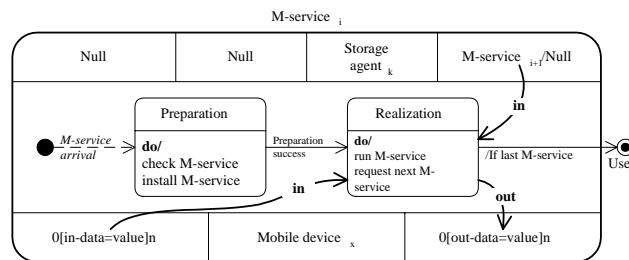 M-service i
Null
Null
Storage
agent k
M-service i+1/Null
in
Preparation
do/
check M-service
install M-service
Realization
do/
run M-service
request next M-
service
M-service
arrival
Preparation
success
/If last M-service
User
in
out
0[in-data=value]n
Mobile device x
0[out-data=value]n